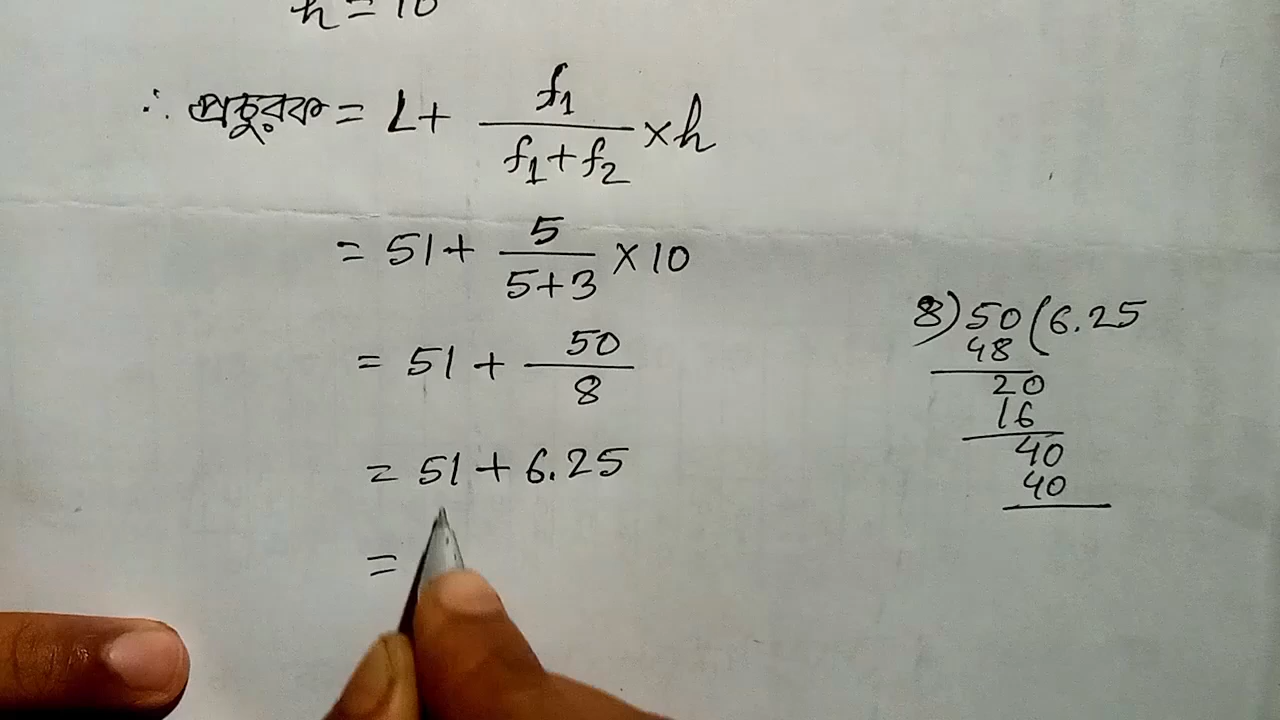 h = 10
∴ প্রচুরক = L + f₁/(f₁+f₂) × h
= 51 + 5/(5+3) × 10
= 51 + 50/8
= 51 + 6.25
=
8)50(6.25
48
20
16
40
40